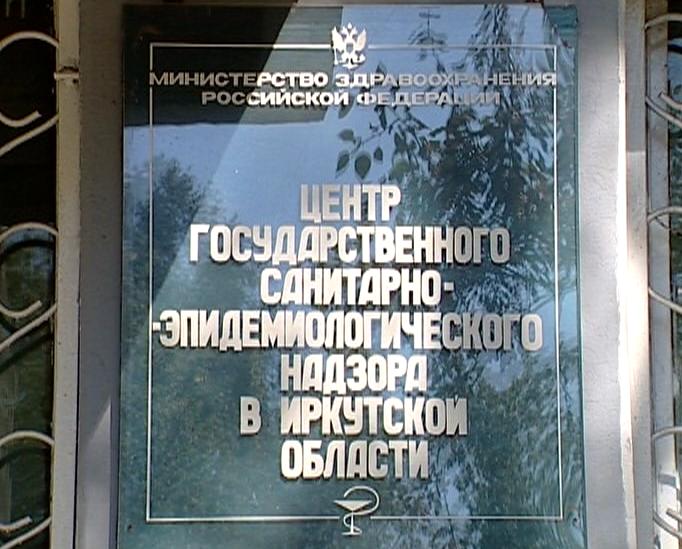 МИНИСТЕРСТВО ЗДРАВООХРАНЕНИЯ
РОССИЙСКОЙ ФЕДЕРАЦИИ
ЦЕНТР
ГОСУДАРСТВЕННОГО
САНИТАРНО-
-ЭПИДЕМИОЛОГИЧЕСКОГО
НАДЗОРА
В ИРКУТСКОЙ
ОБЛАСТИ